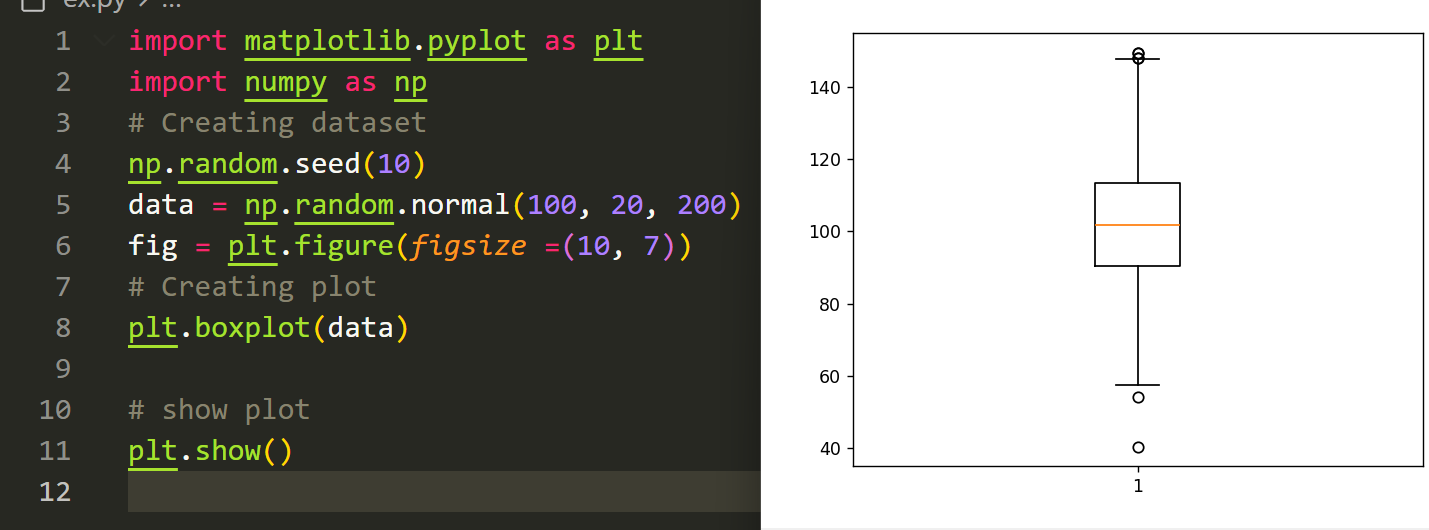 ex.py > ...
1 import matplotlib.pyplot as plt
2 import numpy as np
3 # Creating dataset
4 np.random.seed(10)
5 data = np.random.normal(100, 20, 200)
6 fig = plt.figure(figsize =(10, 7))
7 # Creating plot
8 plt.boxplot(data)
9
10 # show plot
11 plt.show()
12
140
120
100
80
60
40
1